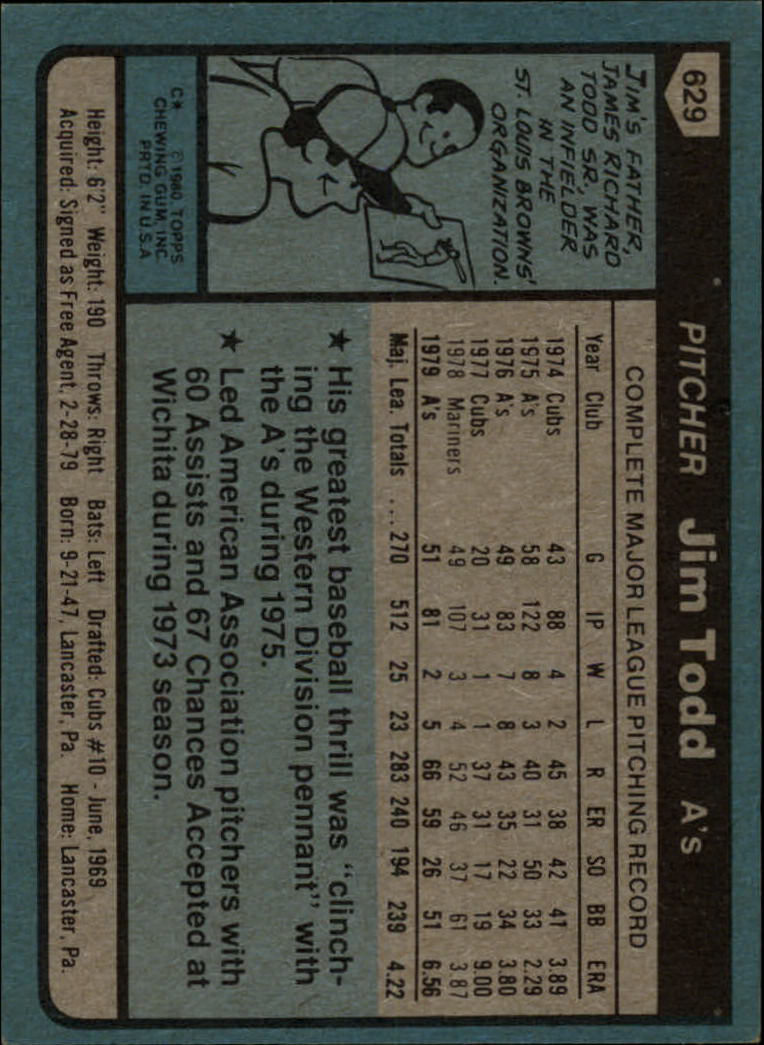 629
PITCHER Jim Todd A's
JIM'S FATHER,
JAMES RICHARD
TODD SR., WAS
AN INFIELDER
IN THE
ST. LOUIS BROWNS'
ORGANIZATION.
C* © 1980 TOPPS
CHEWING GUM, INC.
PRTD. IN U.S.A
COMPLETE MAJOR LEAGUE PITCHING RECORD
Year Club G IP W L R ER SO BB ERA
1974 Cubs 43 88 4 2 45 38 42 41 3.89
1975 A's 58 122 8 3 40 31 50 33 2.29
1976 A's 49 83 7 8 43 35 22 34 3.80
1977 Cubs 20 31 1 1 37 31 17 19 9.00
1978 Mariners 49 107 3 4 52 46 37 61 3.87
1979 A's 51 81 2 5 66 59 26 51 6.56
Maj. Lea. Totals .... 270 512 25 23 283 240 194 239 4.22
★ His greatest baseball thrill was "clinch-
ing the Western Division pennant" with
the A's during 1975.
★ Led American Association pitchers with
60 Assists and 67 Chances Accepted at
Wichita during 1973 season.
Height: 6'2" Weight: 190 Throws: Right Bats: Left Drafted: Cubs #10 - June, 1969
Acquired: Signed as Free Agent, 2-28-79 Born: 9-21-47, Lancaster, Pa. Home: Lancaster, Pa.